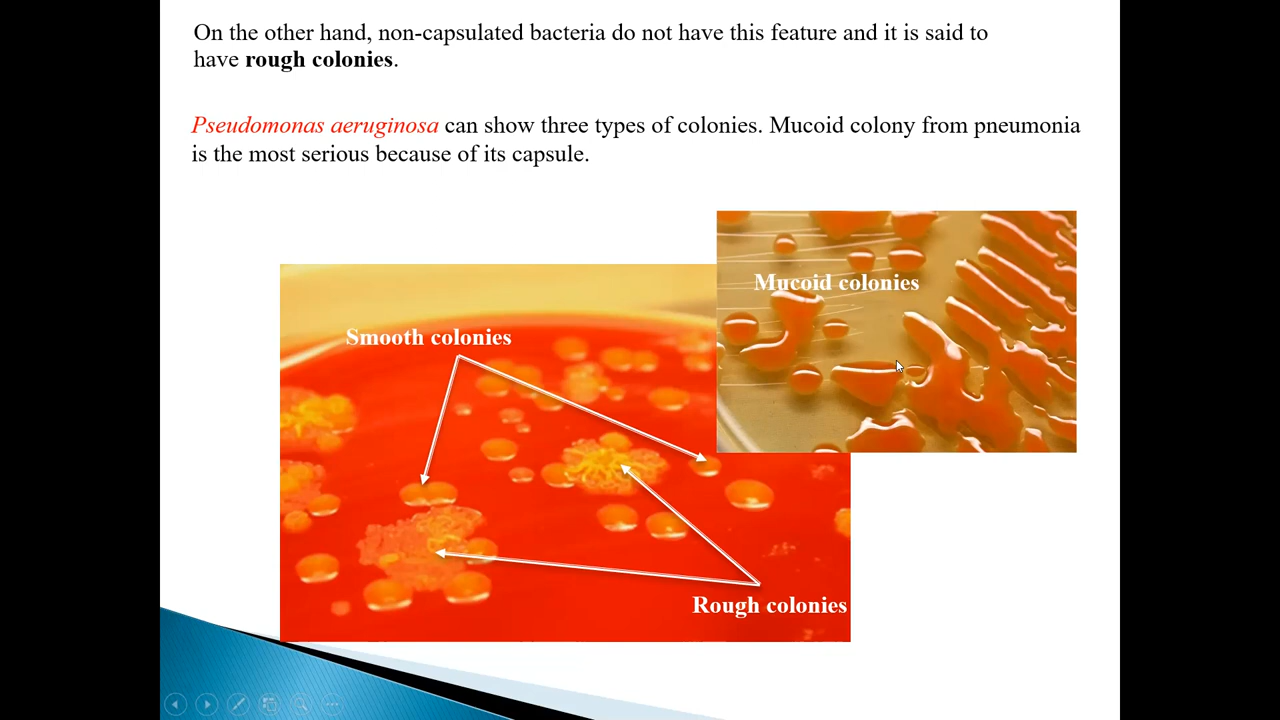 On the other hand, non-capsulated bacteria do not have this feature and it is said to
have rough colonies.
Pseudomonas aeruginosa can show three types of colonies. Mucoid colony from pneumonia
is the most serious because of its capsule.
Mucoid colonies
Smooth colonies
Rough colonies